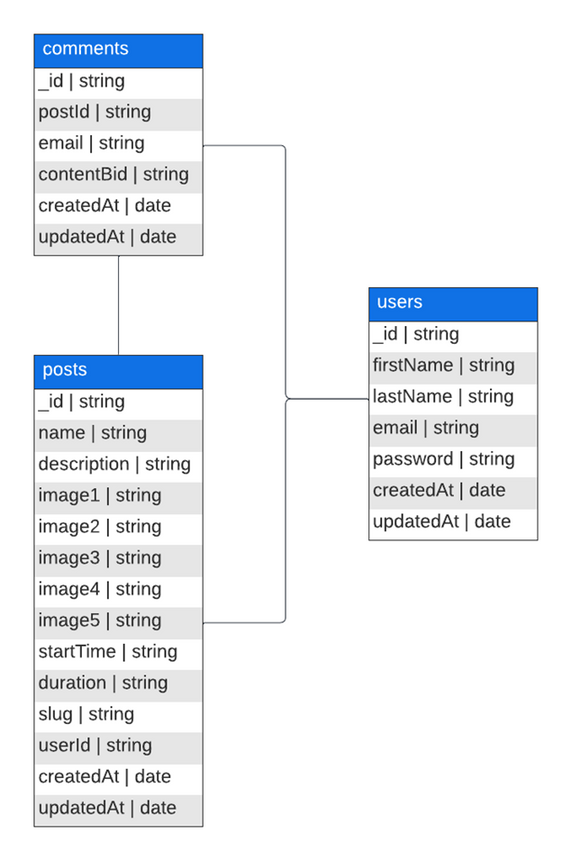 comments
_id | string
postId | string
email | string
contentBid | string
createdAt | date
updatedAt | date
users
_id | string
firstName | string
lastName | string
email | string
password | string
createdAt | date
updatedAt | date
posts
_id | string
name | string
description | string
image1 | string
image2 | string
image3 | string
image4 | string
image5 | string
startTime | string
duration | string
slug | string
userId | string
createdAt | date
updatedAt | date